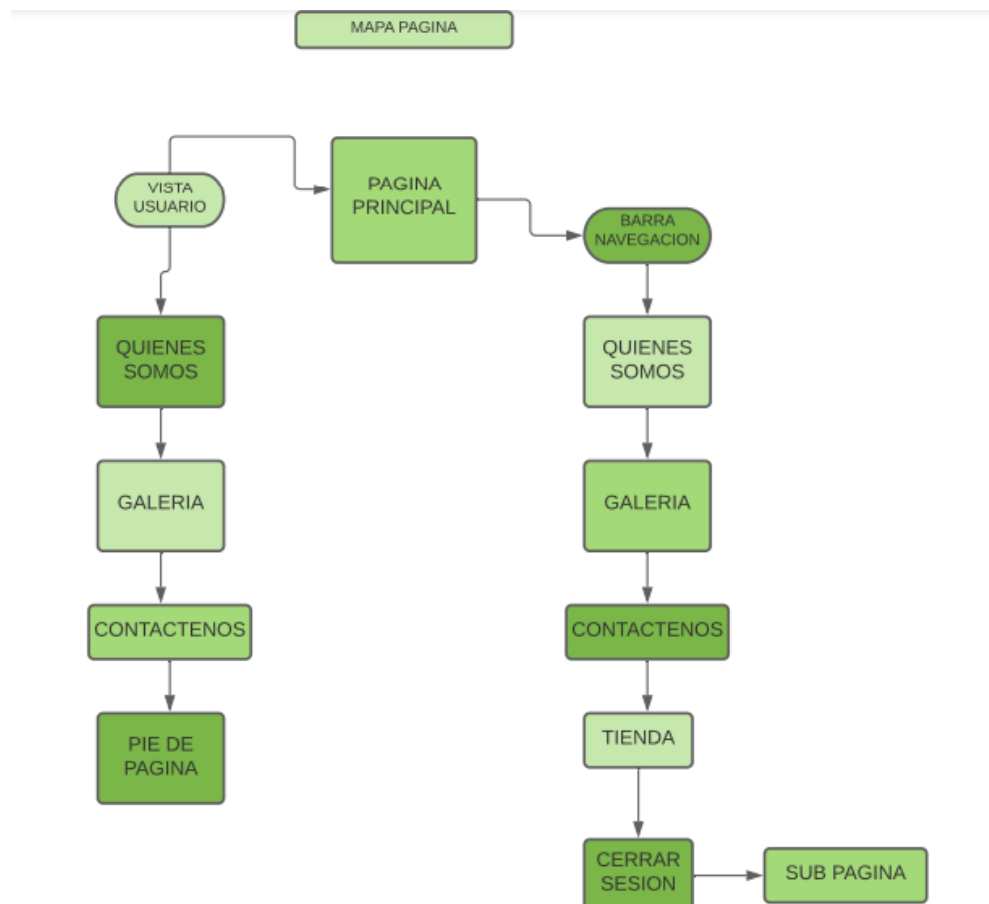 MAPA PAGINA
VISTA
USUARIO
PAGINA
PRINCIPAL
BARRA
NAVEGACION
QUIENES
SOMOS
QUIENES
SOMOS
GALERIA
GALERIA
CONTACTENOS
CONTACTENOS
PIE DE
PAGINA
TIENDA
CERRAR
SESION
SUB PAGINA